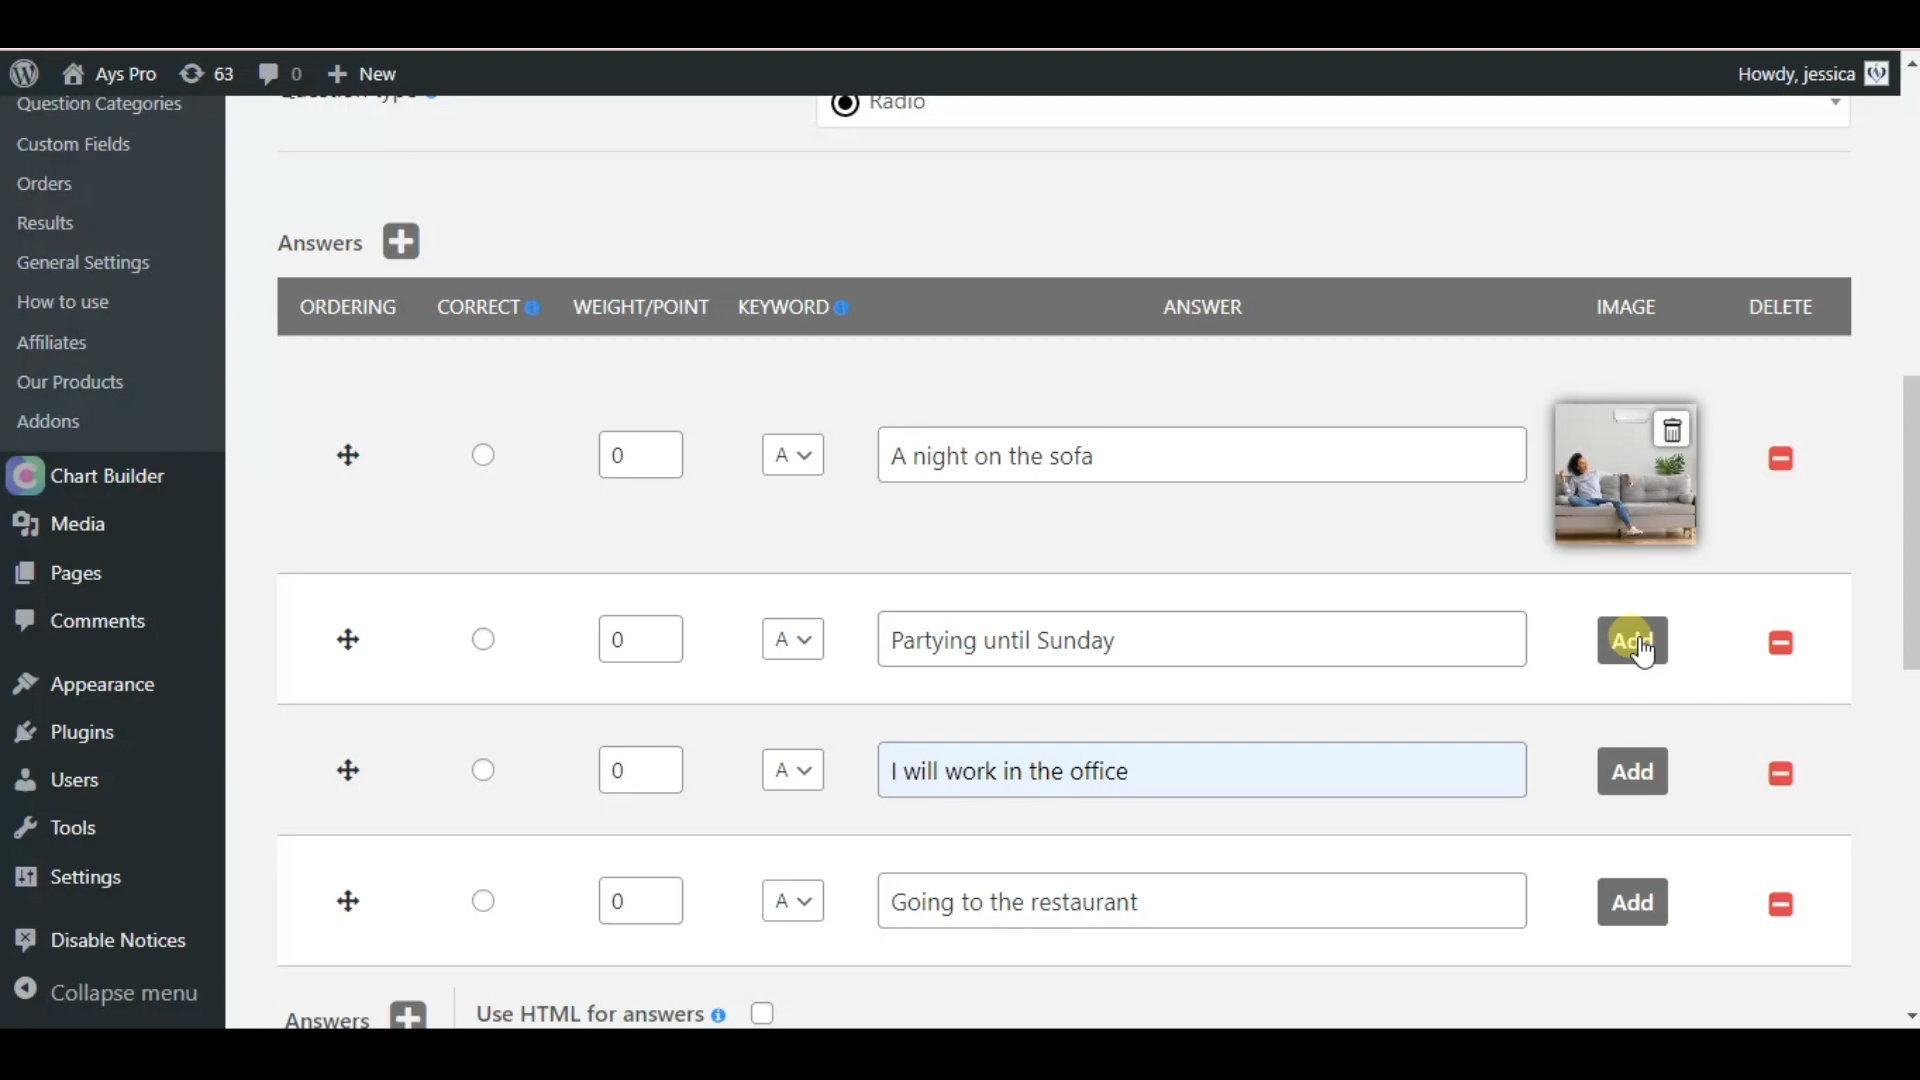 Ays Pro 63 0 New Howdy, jessica
Question Categories
Custom Fields
Orders
Results
General Settings
How to use
Affiliates
Our Products
Addons
Chart Builder
Media
Pages
Comments
Appearance
Plugins
Users
Tools
Settings
Disable Notices
Collapse menu
Question type Radio
Answers
ORDERING CORRECT WEIGHT/POINT KEYWORD ANSWER IMAGE DELETE
0 A A night on the sofa
0 A Partying until Sunday Add
0 A I will work in the office Add
0 A Going to the restaurant Add
Answers Use HTML for answers